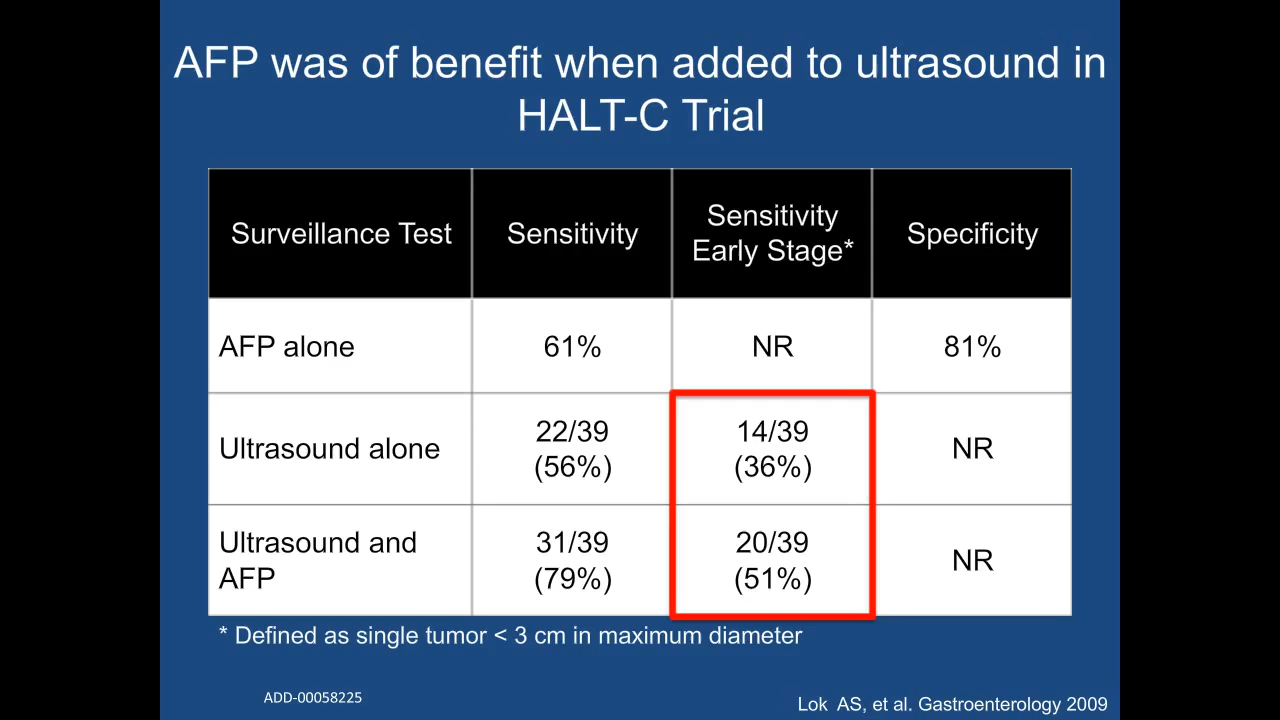 AFP was of benefit when added to ultrasound in
HALT-C Trial
Surveillance Test
Sensitivity
Sensitivity
Early Stage*
Specificity
AFP alone
61%
NR
81%
Ultrasound alone
22/39
(56%)
14/39
(36%)
NR
Ultrasound and
AFP
31/39
(79%)
20/39
(51%)
NR
* Defined as single tumor < 3 cm in maximum diameter
ADD-00058225
Lok AS, et al. Gastroenterology 2009